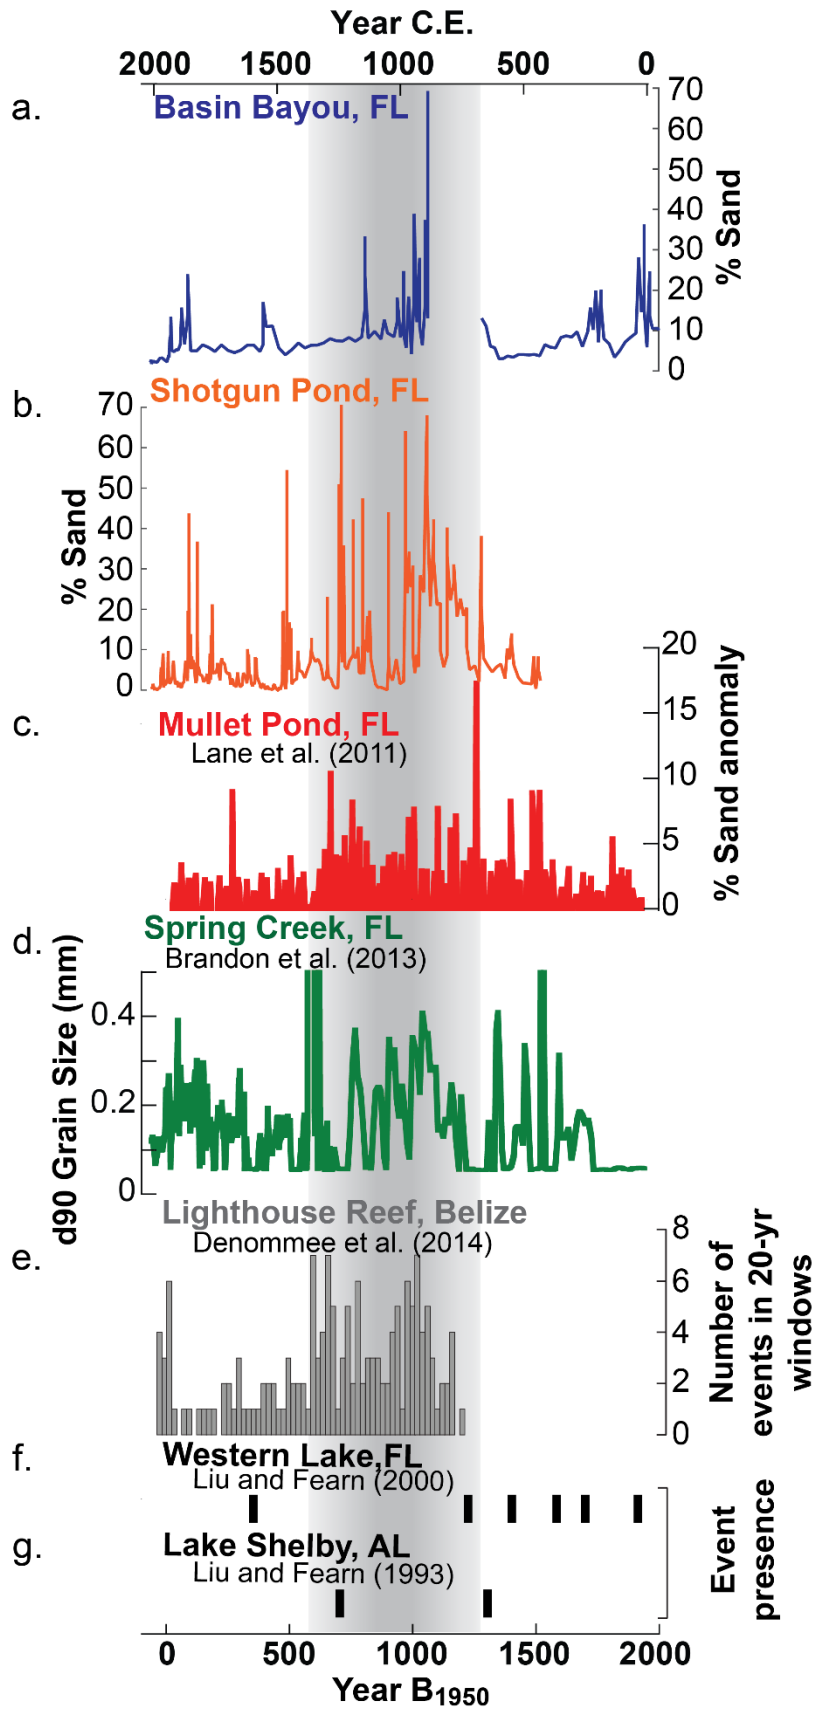 Year C.E.
2000 1500 1000 500 0
a.
Basin Bayou, FL
70
60
50
40
30
20
10
0
% Sand
b.
Shotgun Pond, FL
70
60
50
40
30
20
10
0
% Sand
c.
Mullet Pond, FL
Lane et al. (2011)
20
15
10
5
0
% Sand anomaly
d.
Spring Creek, FL
Brandon et al. (2013)
0.4
0.2
0
d90 Grain Size (mm)
e.
Lighthouse Reef, Belize
Denommee et al. (2014)
8
6
4
2
0
Number of
events in 20-yr
windows
f.
Western Lake,FL
Liu and Fearn (2000)
g.
Lake Shelby, AL
Liu and Fearn (1993)
Event
presence
0 500 1000 1500 2000
Year B1950